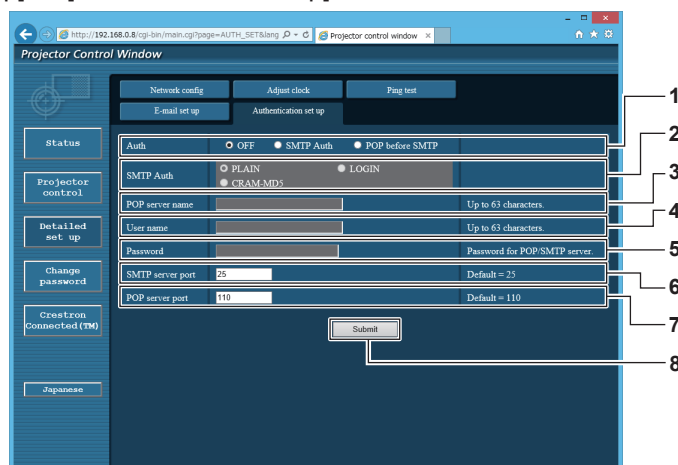 http://192.168.0.8/cgi-bin/main.cgi?page=AUTH_SET&lang
Projector control window ×
Projector Control Window
Network config Adjust clock Ping test
E-mail set up Authentication set up
Status
Projector control
Detailed set up
Change password
Crestron Connected(TM)
Japanese
Auth OFF SMTP Auth POP before SMTP
SMTP Auth PLAIN LOGIN
CRAM-MD5
POP server name Up to 63 characters.
User name Up to 63 characters.
Password Password for POP/SMTP server.
SMTP server port 25 Default = 25
POP server port 110 Default = 110
Submit
1
2
3
4
5
6
7
8